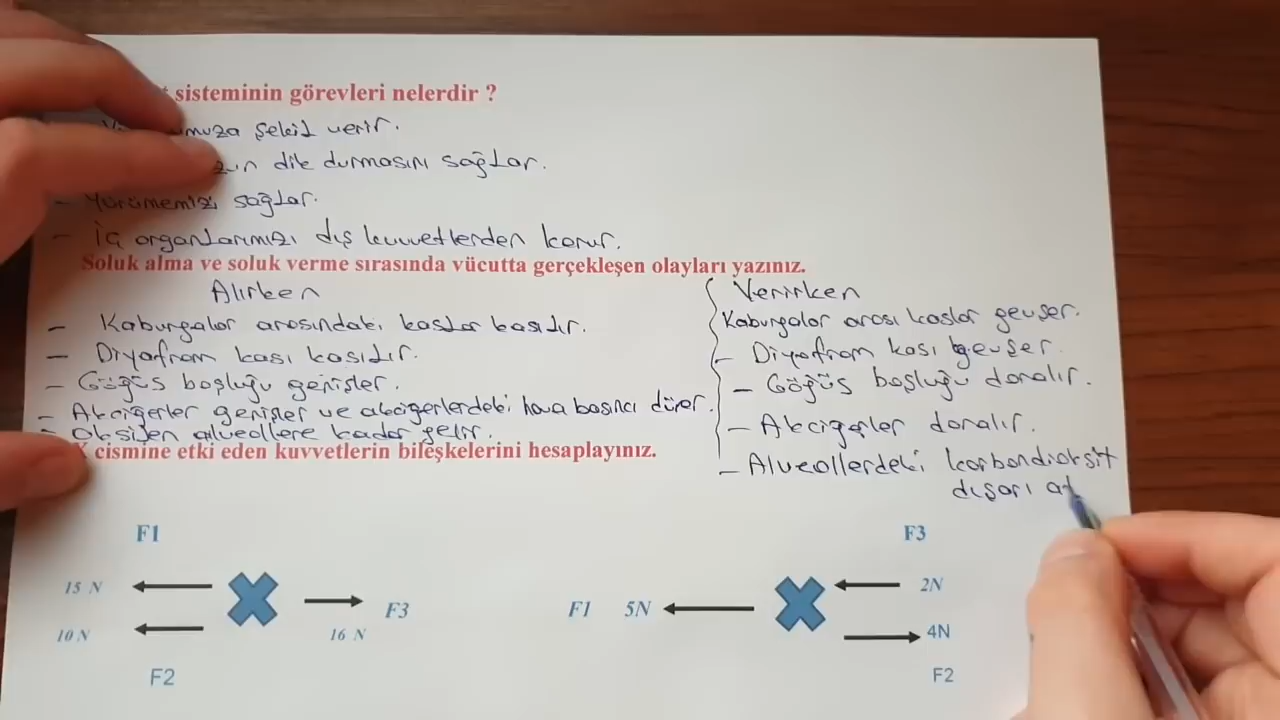 sisteminin görevleri nelerdir ?
şekil verir.
dik durmasını sağlar.
- Yürümemizi sağlar.
- İç organlarımızı dış kuvvetlerden korur.
Soluk alma ve soluk verme sırasında vücutta gerçekleşen olayları yazınız.
Alırken
- Kaburgalar arasındaki kaslar kasılır.
- Diyafram kası kasılır.
- Göğüs boşluğu genişler.
- Akciğerler genişler ve akciğerlerdeki hava basıncı düşer.
- Oksijen alveollere kadar gelir.
Verirken
Kaburgalar arası kaslar gevşer.
- Diyafram kası gevşer.
- Göğüs boşluğu daralır.
- Akciğerler daralır.
- Alveollerdeki karbondioksit
dışarı
X cismine etki eden kuvvetlerin bileşkelerini hesaplayınız.
F1
15 N
10 N
F2
F3
16 N
F1 5N
F3
2N
4N
F2